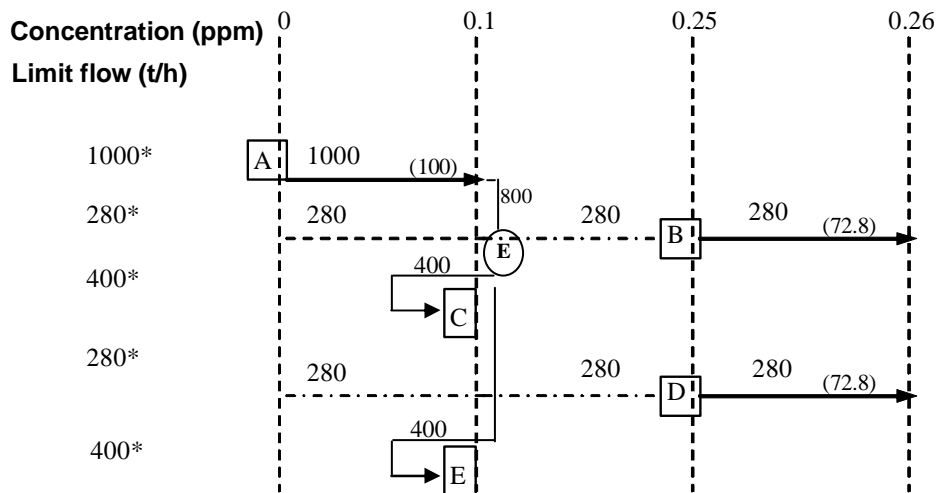 0 0.1 0.25 0.26
Concentration (ppm)
Limit flow (t/h)
1000* A 1000 (100)
800
280* 280 280 B 280 (72.8)
E
400* 400
C
280* 280 280 D 280 (72.8)
400* 400
E